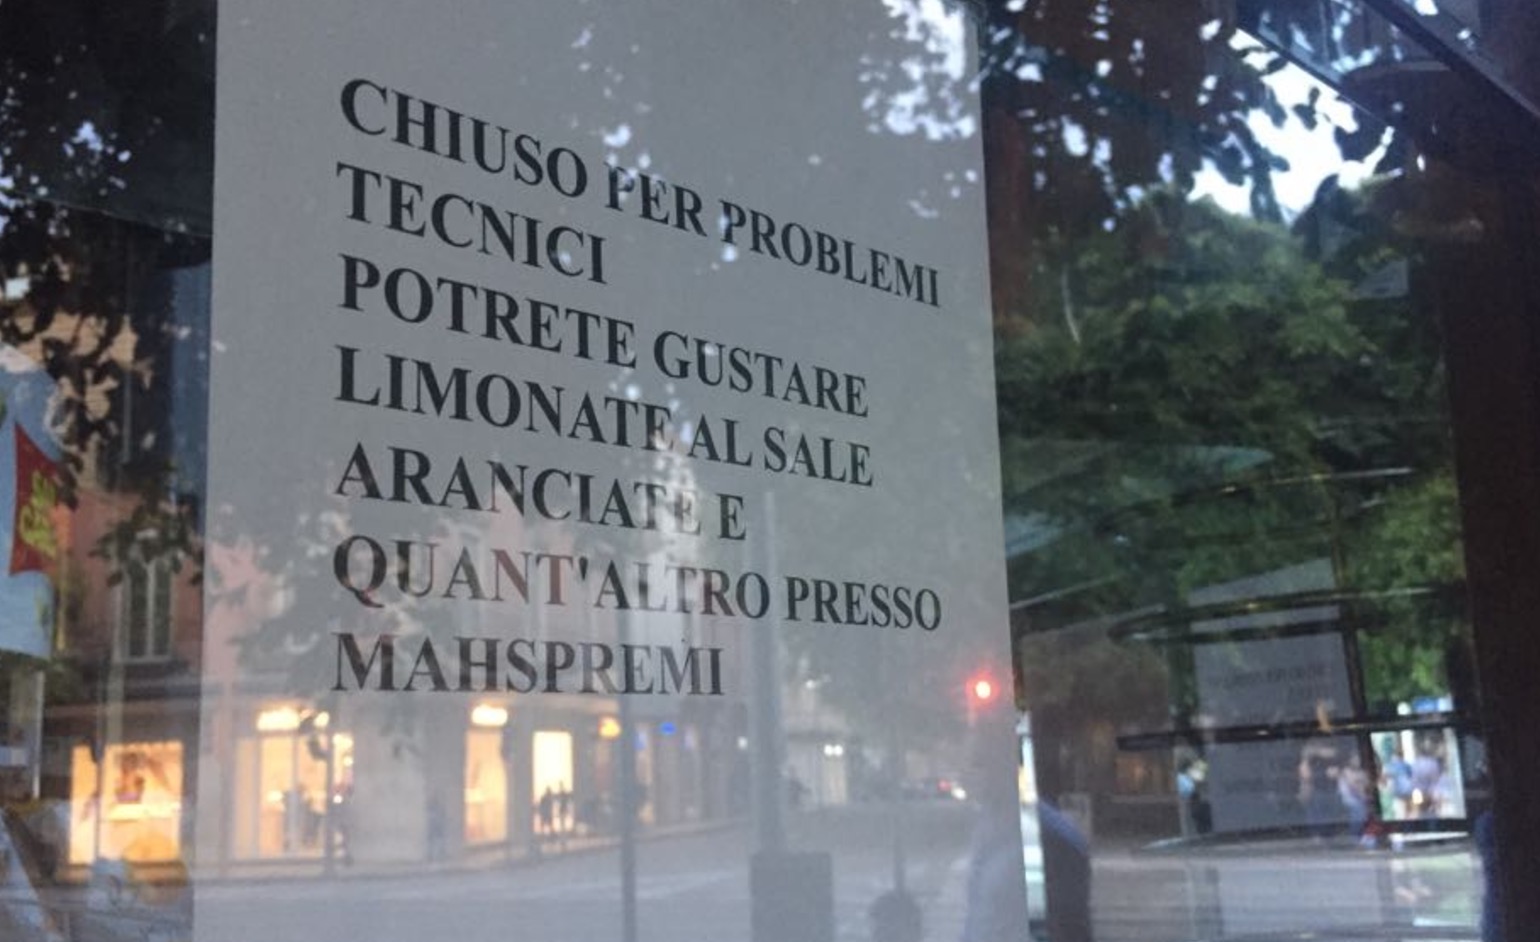 CHIUSO PER PROBLEMI
TECNICI
POTRETE GUSTARE
LIMONATE AL SALE
ARANCIATE E
QUANT'ALTRO PRESSO
MAHSPREMI